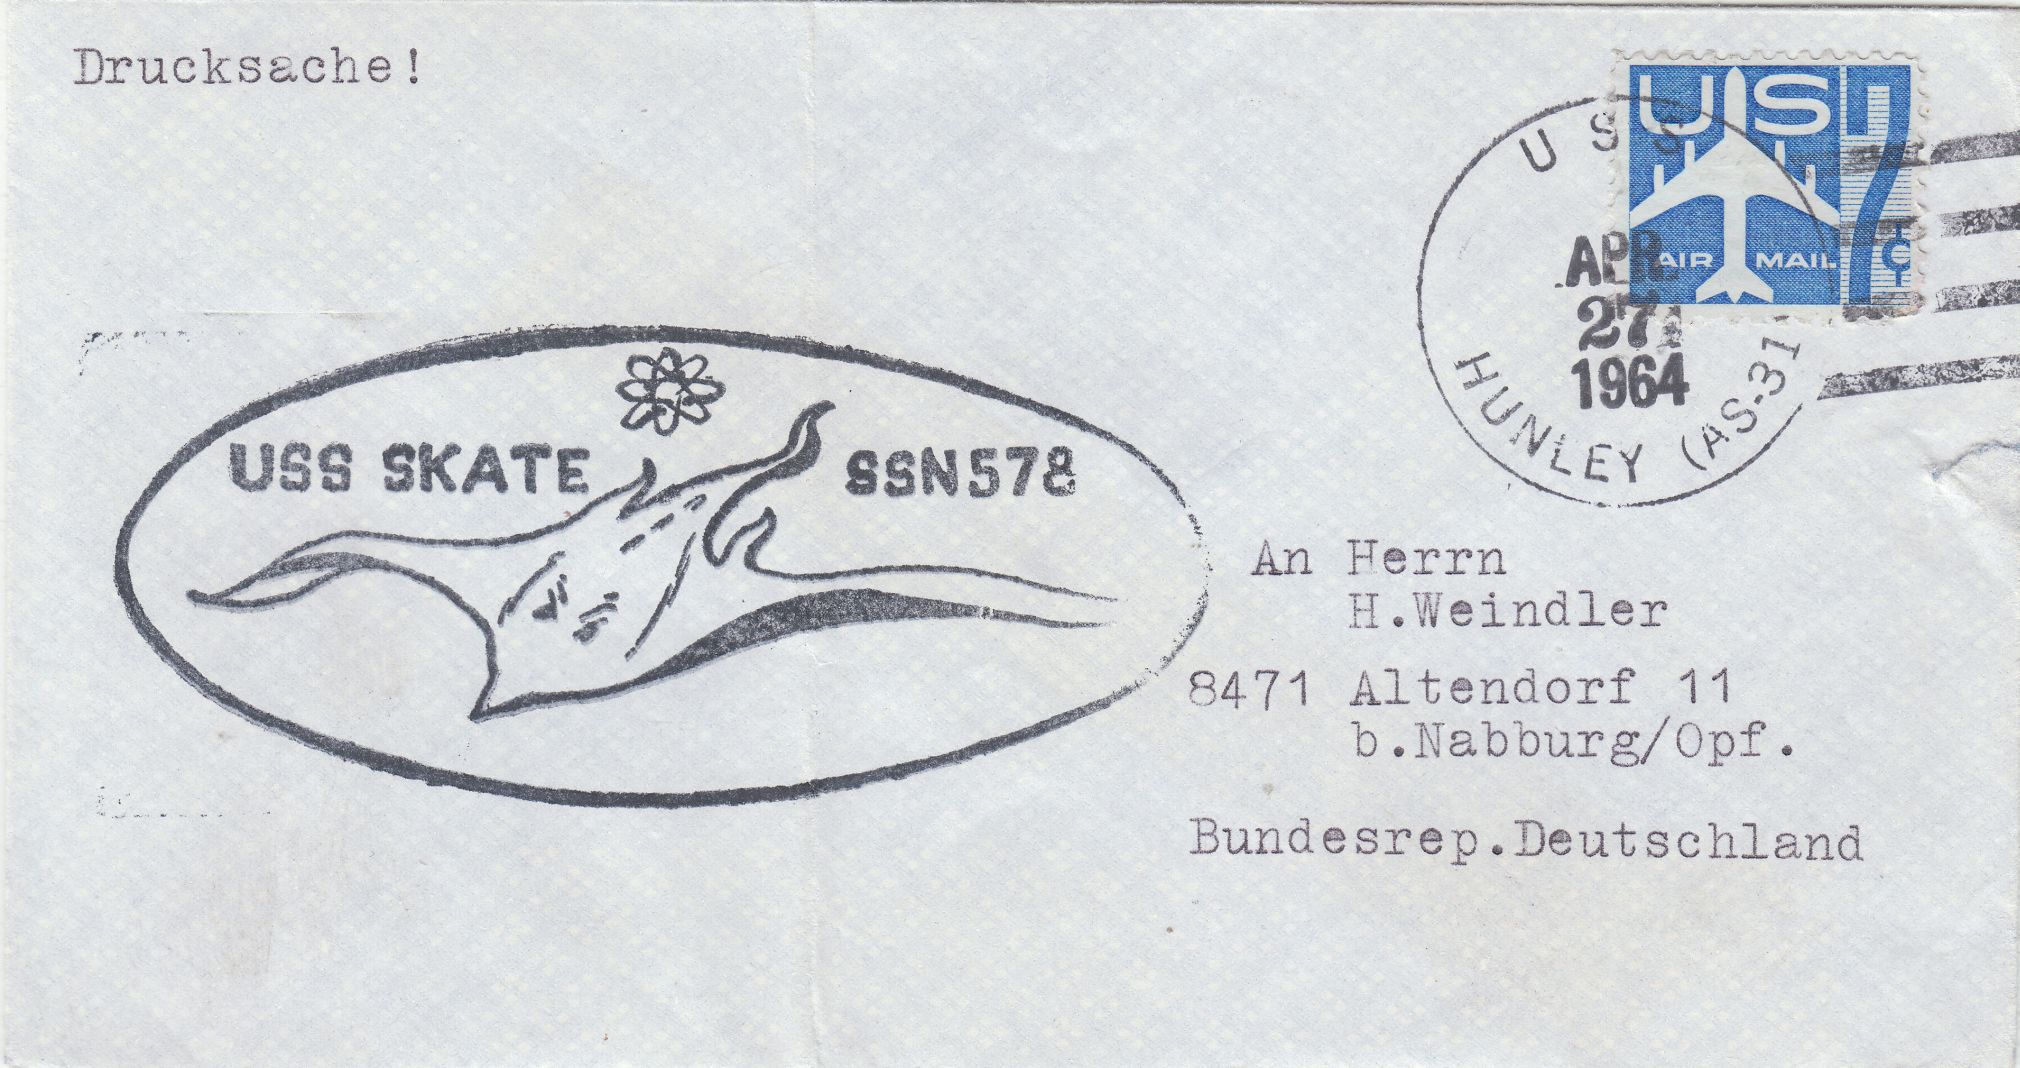 Drucksache!
US 7¢
AIR MAIL
USS
APR
27
1964
HUNLEY (AS-31
USS SKATE SSN578
An Herrn
H.Weindler
8471 Altendorf 11
b.Nabburg/Opf.
Bundesrep.Deutschland